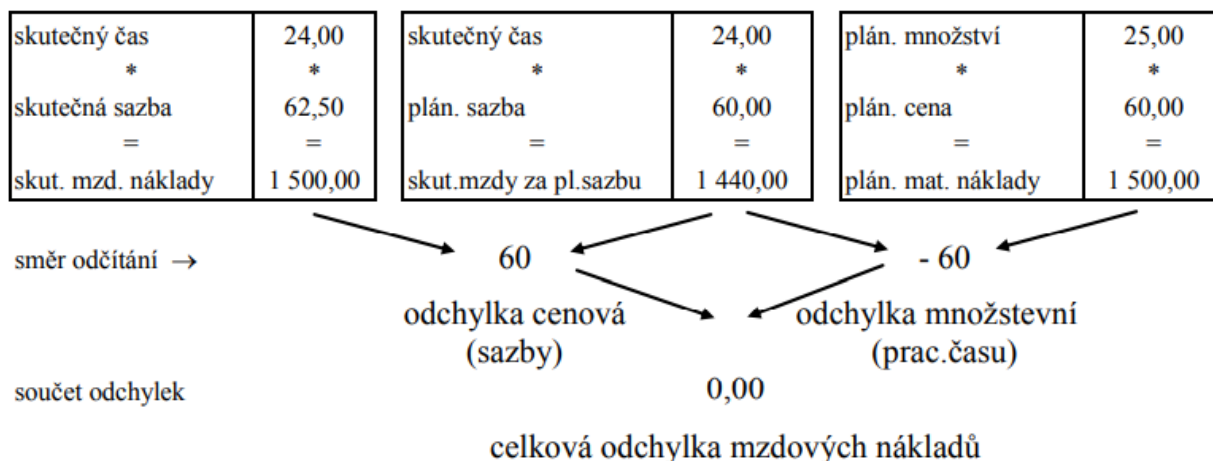 skutečný čas 24,00 skutečný čas 24,00 plán. množství 25,00
* * * * * *
skutečná sazba 62,50 plán. sazba 60,00 plán. cena 60,00
= = = = = =
skut. mzd. náklady 1 500,00 skut.mzdy za pl.sazbu 1 440,00 plán. mat. náklady 1 500,00
směr odčítání → 60 - 60
odchylka cenová odchylka množstevní
(sazby) (prac.času)
součet odchylek 0,00
celková odchylka mzdových nákladů